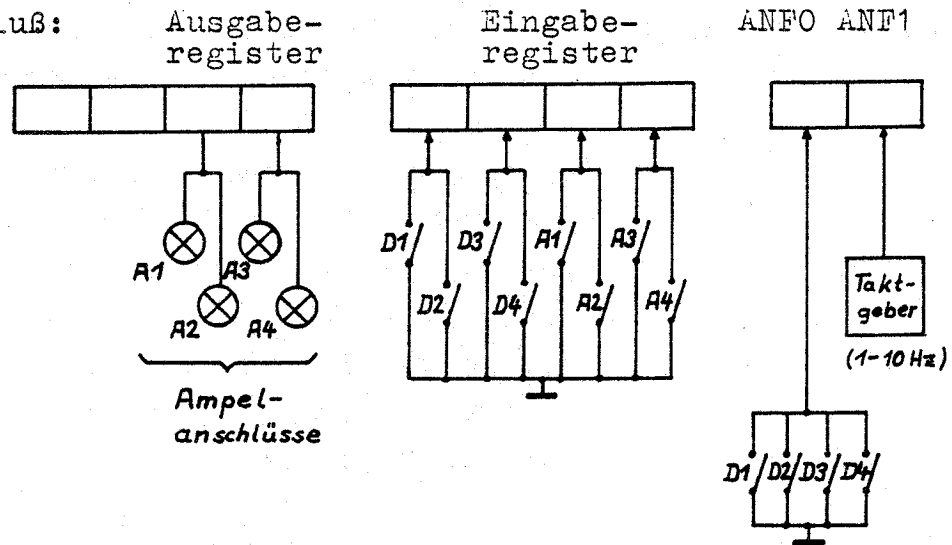 luß:
Ausgabe-
register
Eingabe-
register
ANFO ANF1
A1
A3
A2
A4
Ampel-
anschlüsse
D1
D3
A1
A3
D2
D4
A2
A4
Takt-
geber
(1-10 Hz)
D1
D2
D3
D4